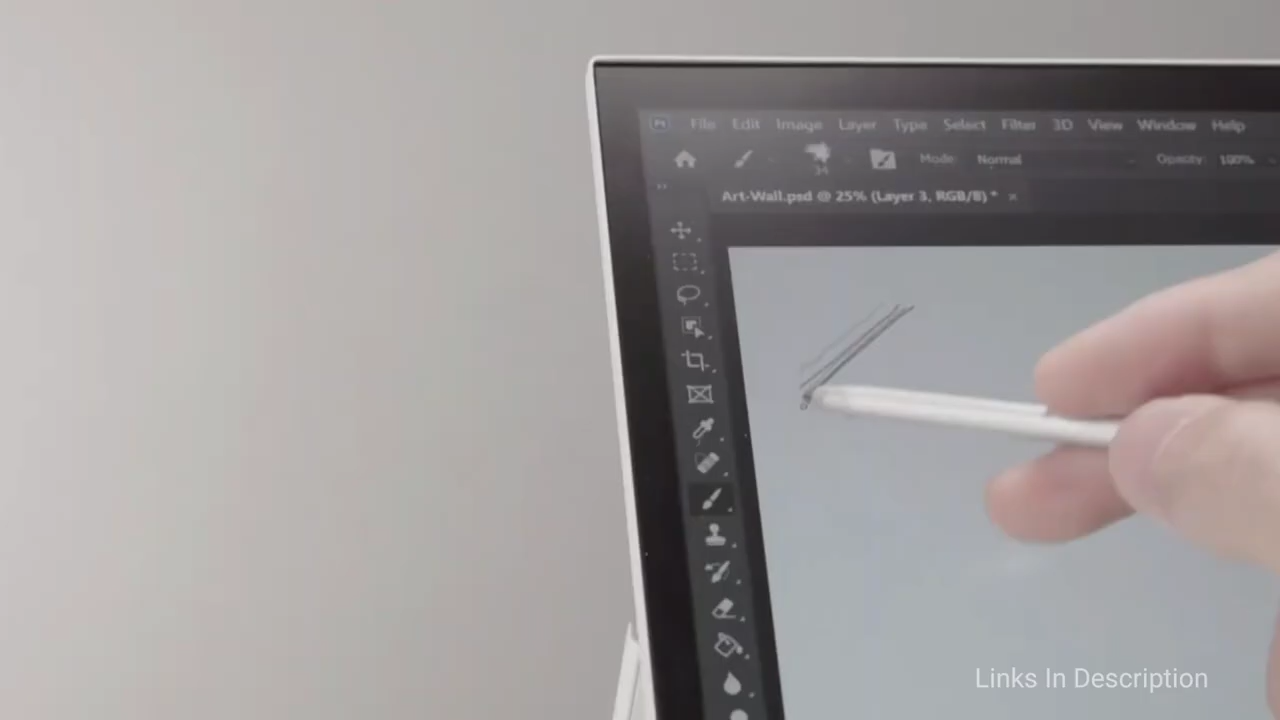 Ps File Edit Image Layer Type Select Filter 3D View Window Help
34 Mode: Normal Opacity: 100%
Art-Wall.psd @ 25% (Layer 3, RGB/8) * ×
Links In Description